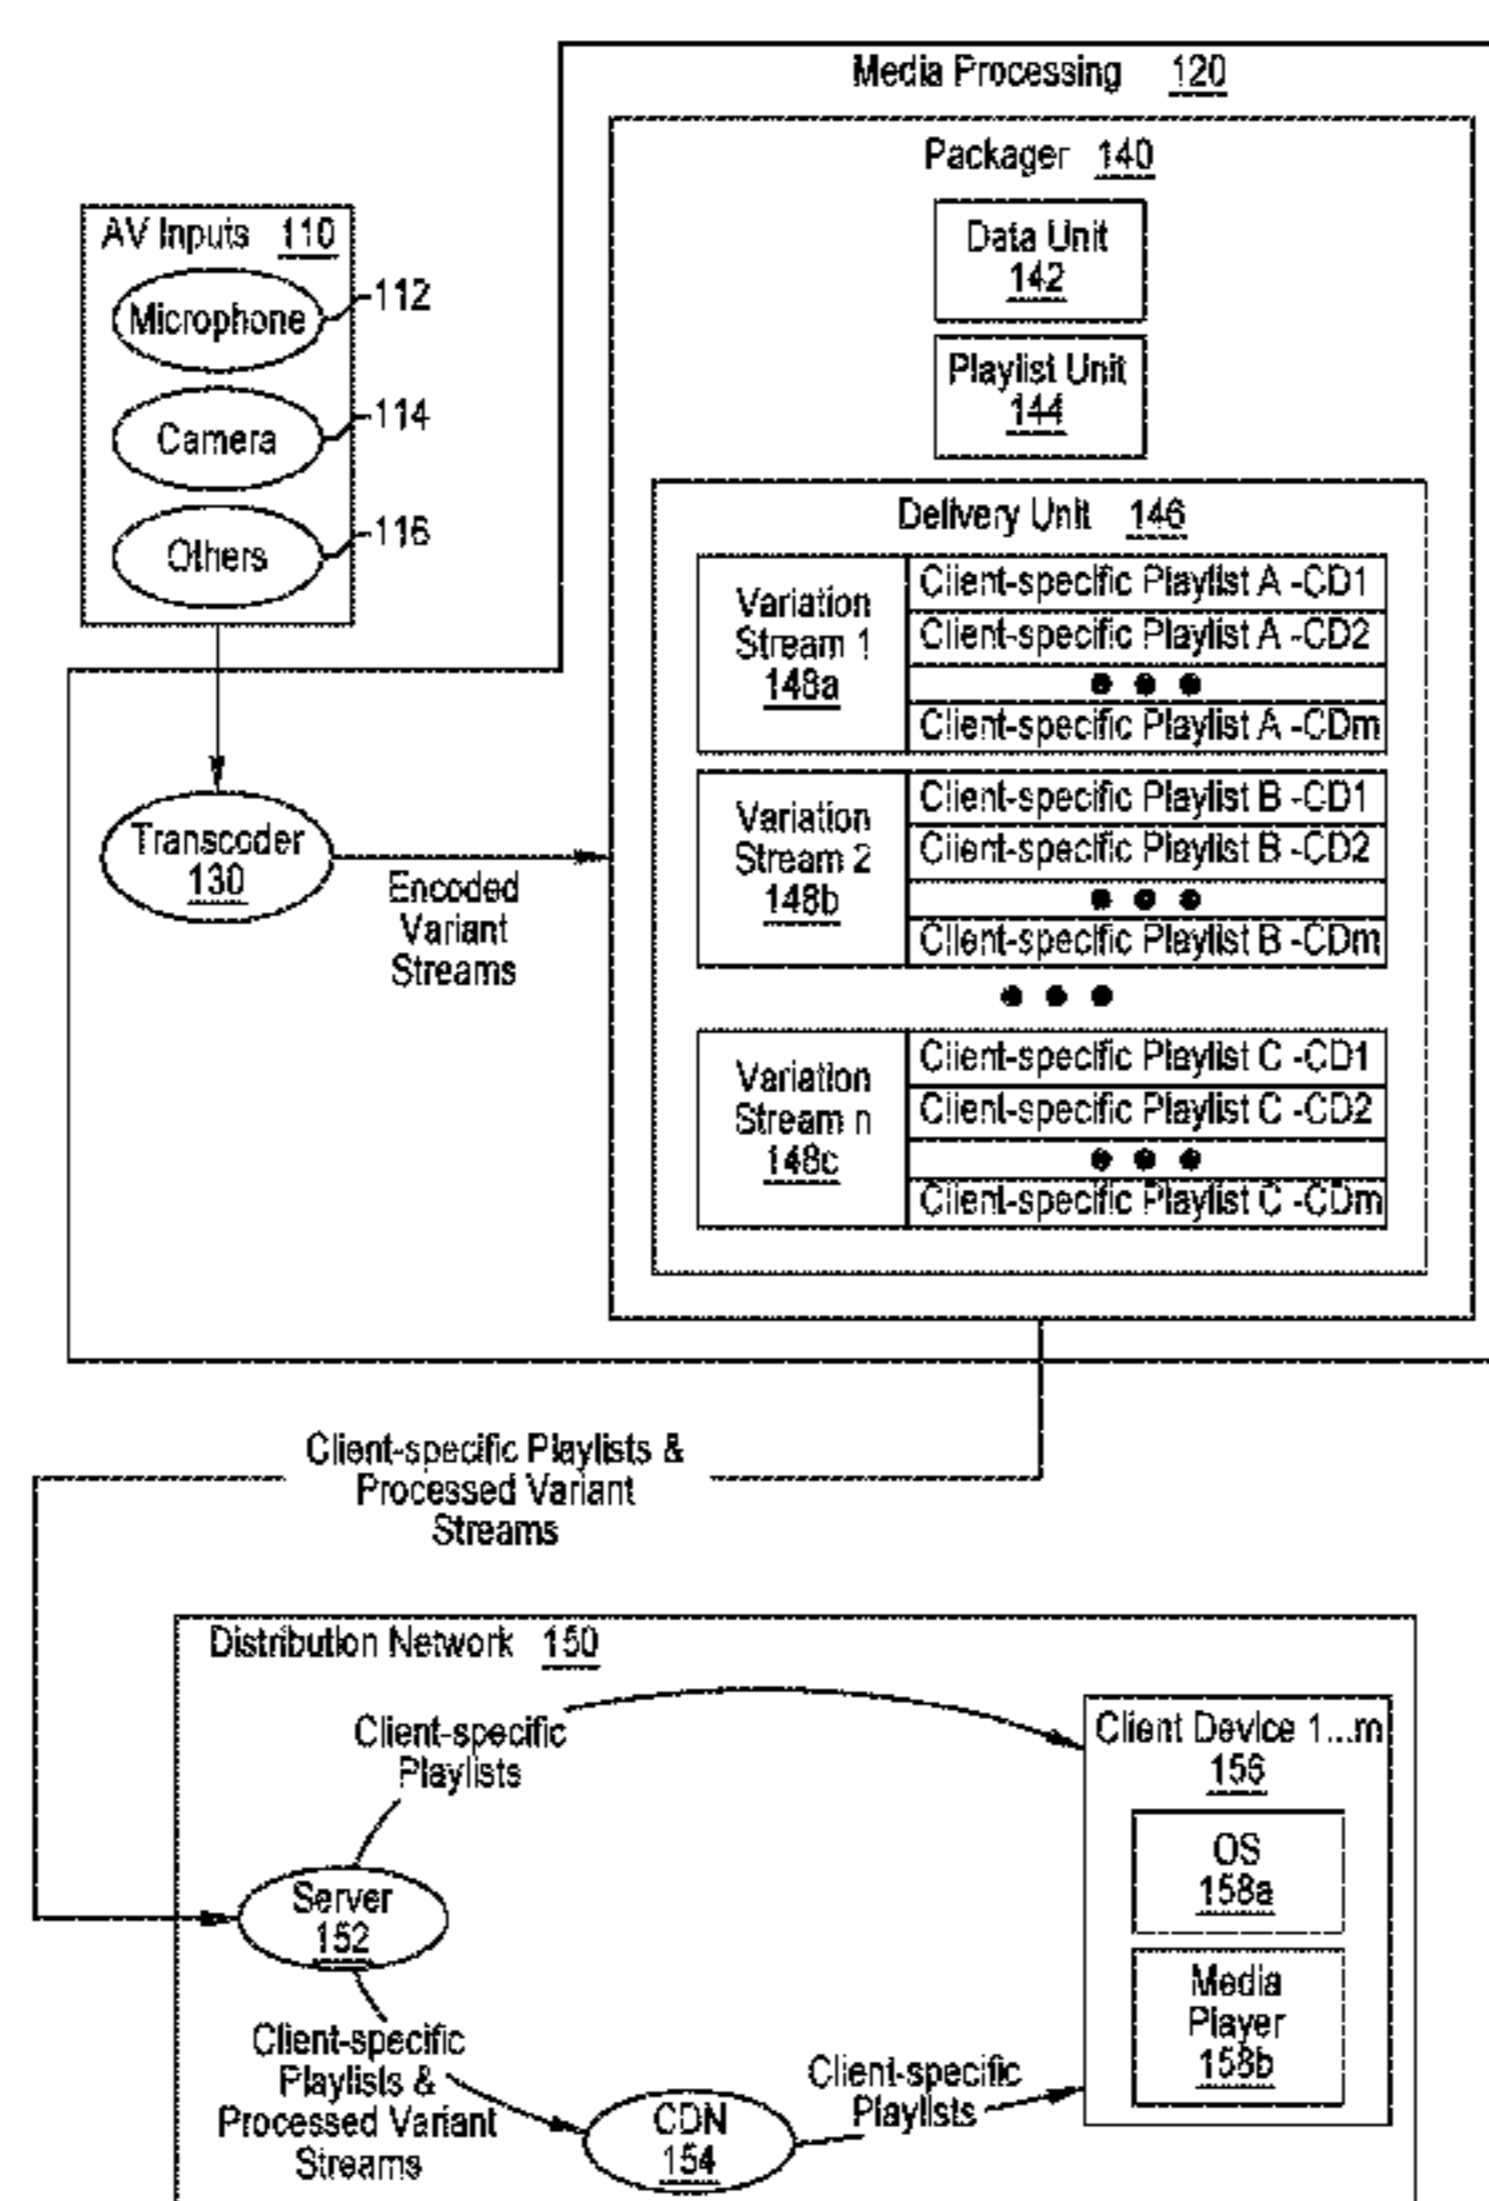 Media Processing 120
Packager 140
Data Unit
142
Playlist Unit
144
AV Inputs 110
Microphone
112
Camera
114
Others
116
Delivery Unit 146
Variation
Stream 1
148a
Client-specific Playlist A -CD1
Client-specific Playlist A -CD2
Client-specific Playlist A -CDm
Variation
Stream 2
148b
Client-specific Playlist B -CD1
Client-specific Playlist B -CD2
Client-specific Playlist B -CDm
Variation
Stream n
148c
Client-specific Playlist C -CD1
Client-specific Playlist C -CD2
Client-specific Playlist C -CDm
Transcoder
130
Encoded
Variant
Streams
Client-specific Playlists &
Processed Variant
Streams
Distribution Network 150
Client-specific
Playlists
Client Device 1...m
156
OS
158a
Media
Player
158b
Server
152
Client-specific
Playlists &
Processed Variant
Streams
CDN
154
Client-specific
Playlists